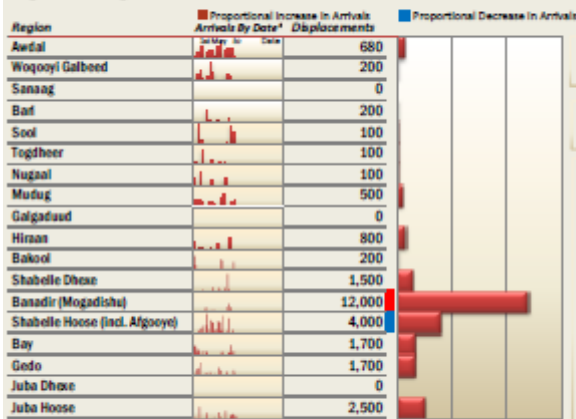 Proportional Increase in Arrivals Proportional Decrease in Arrivals
Region Arrivals By Date* Displacements
Date
Awdal 680
Woqooyi Galbeed 200
Sanaag 0
Bari 200
Sool 100
Togdheer 100
Nugaal 100
Mudug 500
Galgaduud 0
Hiraan 800
Bakool 200
Shabelle Dhexe 1,500
Banadir (Mogadishu) 12,000
Shabelle Hoose (incl. Afgooye) 4,000
Bay 1,700
Gedo 1,700
Juba Dhexe 0
Juba Hoose 2,500